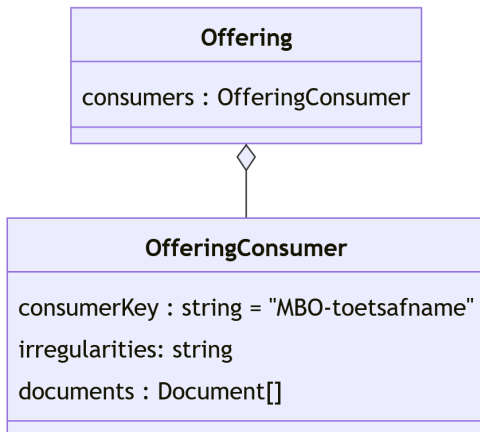 Offering
consumers : OfferingConsumer
OfferingConsumer
consumerKey : string = "MBO-toetsafname"
irregularities: string
documents : Document[]